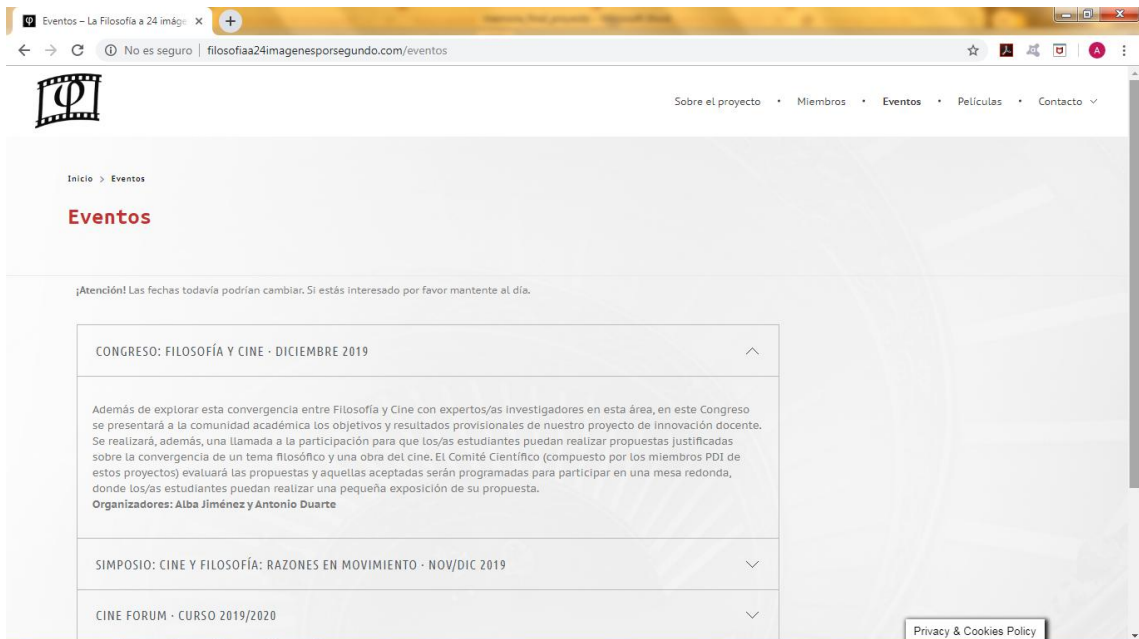 Eventos – La Filosofía a 24 imáge
No es seguro | filosofiaa24imagenesporsegundo.com/eventos
A
φ
Sobre el proyecto • Miembros • Eventos • Películas • Contacto
Inicio > Eventos
Eventos
¡Atención! Las fechas todavía podrían cambiar. Si estás interesado por favor mantente al día.
CONGRESO: FILOSOFÍA Y CINE · DICIEMBRE 2019
Además de explorar esta convergencia entre Filosofía y Cine con expertos/as investigadores en esta área, en este Congreso
se presentará a la comunidad académica los objetivos y resultados provisionales de nuestro proyecto de innovación docente.
Se realizará, además, una llamada a la participación para que los/as estudiantes puedan realizar propuestas justificadas
sobre la convergencia de un tema filosófico y una obra del cine. El Comité Científico (compuesto por los miembros PDI de
estos proyectos) evaluará las propuestas y aquellas aceptadas serán programadas para participar en una mesa redonda,
donde los/as estudiantes puedan realizar una pequeña exposición de su propuesta.
Organizadores: Alba Jiménez y Antonio Duarte
SIMPOSIO: CINE Y FILOSOFÍA: RAZONES EN MOVIMIENTO · NOV/DIC 2019
CINE FORUM · CURSO 2019/2020
Privacy & Cookies Policy